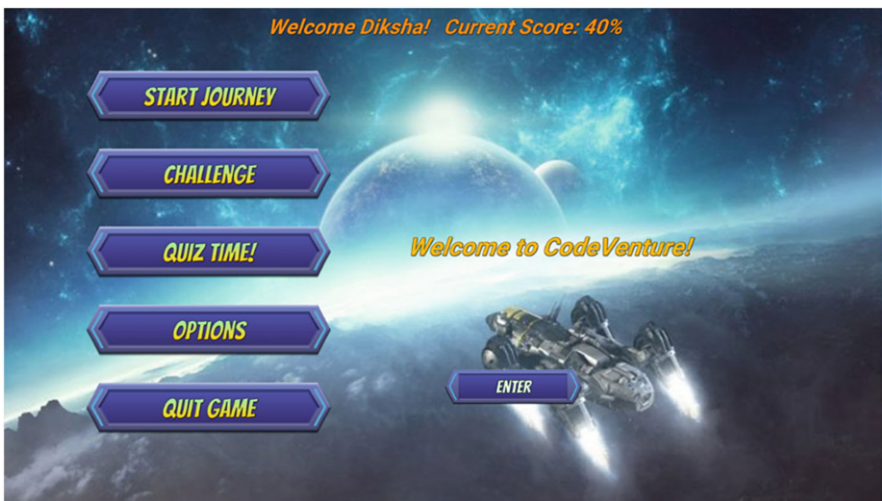 Welcome Diksha! Current Score: 40%
START JOURNEY
CHALLENGE
QUIZ TIME!
Welcome to CodeVenture!
OPTIONS
ENTER
QUIT GAME